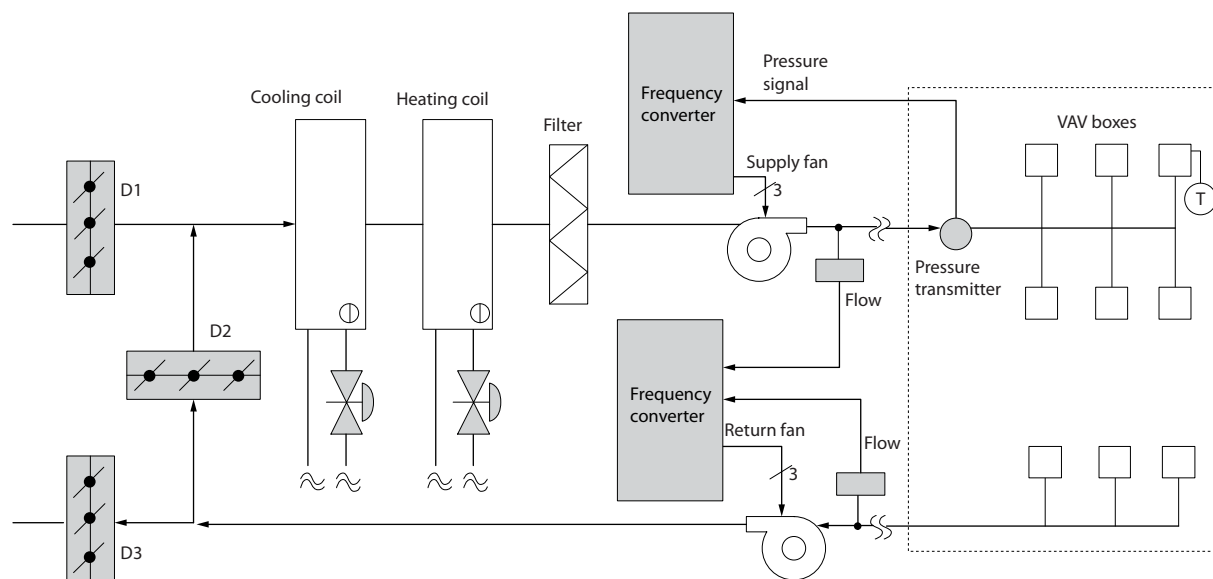 Pressure
signal
Cooling coil
Heating coil
Frequency
converter
VAV boxes
Filter
Supply fan
D1
3
T
Pressure
transmitter
Flow
D2
Frequency
converter
Return fan
Flow
3
D3